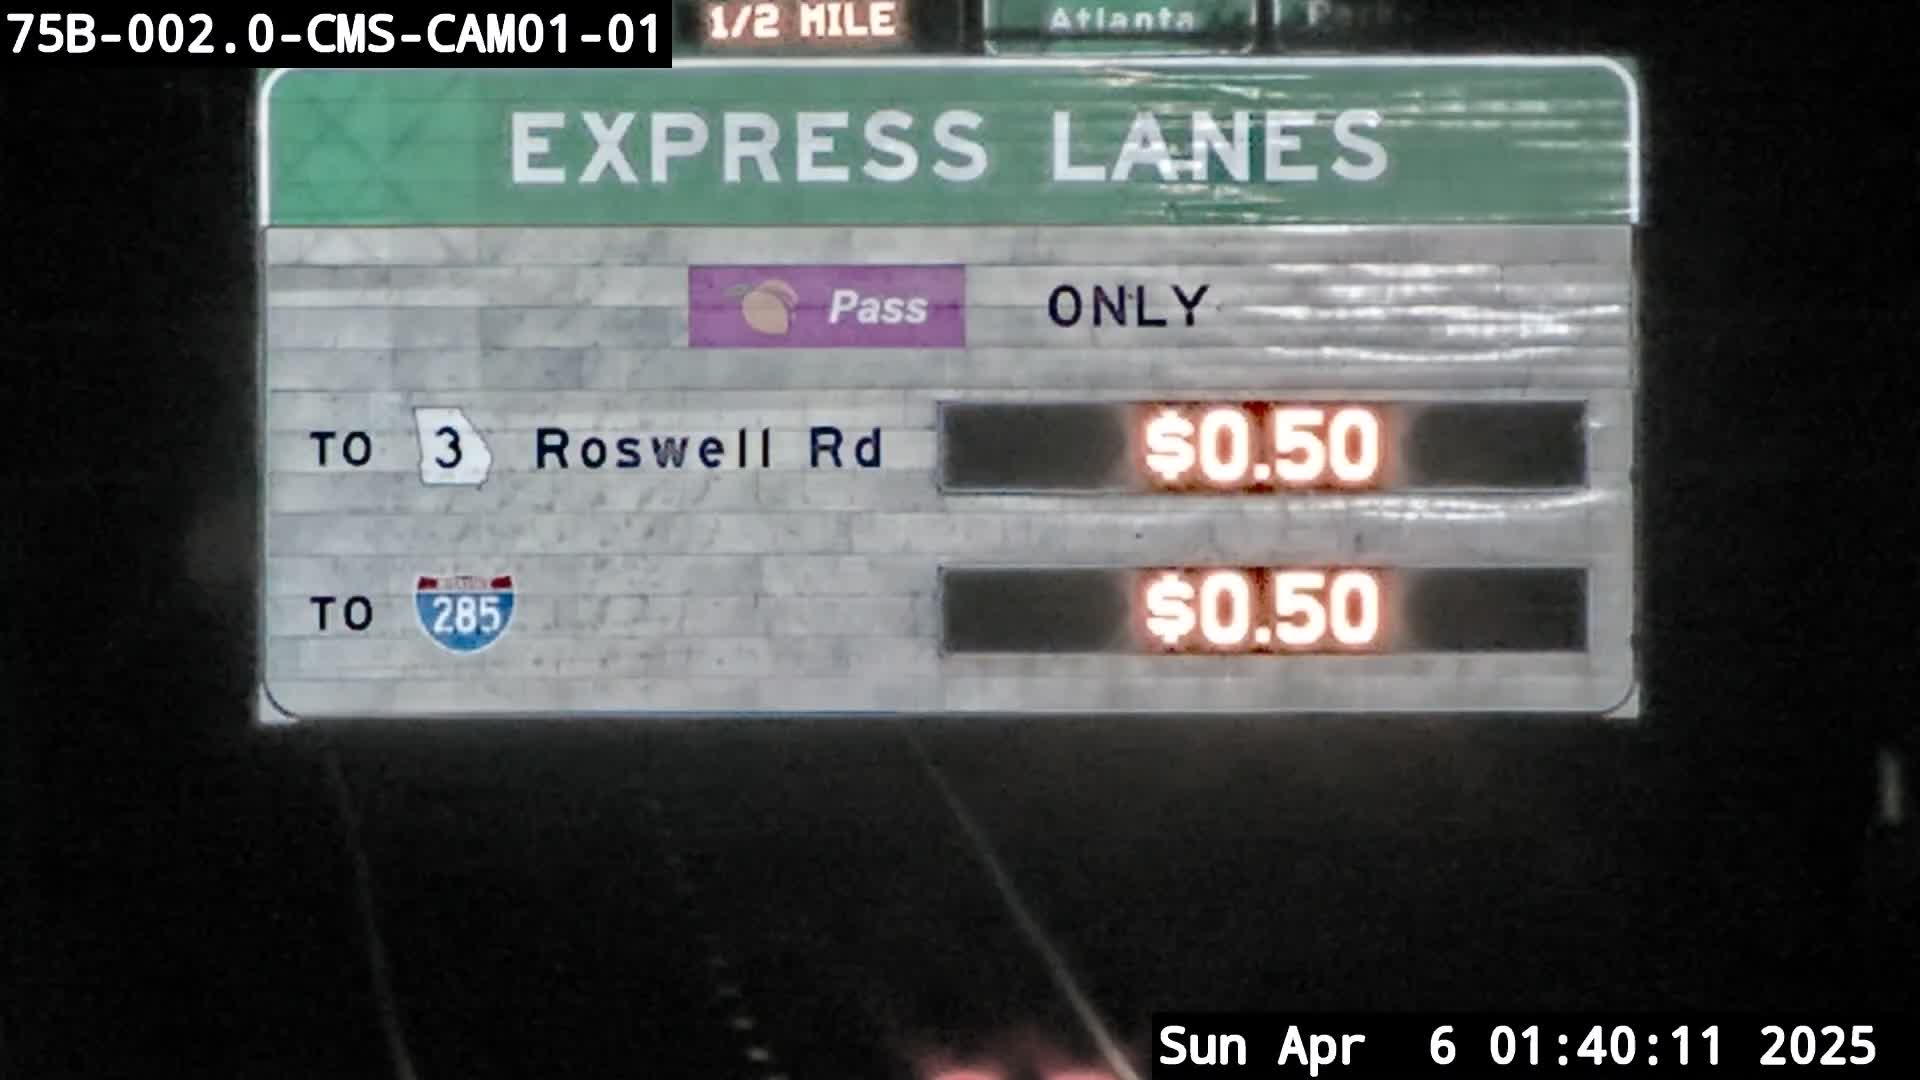 75B-002.0-CMS-CAM01-01
1/2 MILE
Atlanta
EXPRESS LANES
Pass ONLY
TO 3 Roswell Rd $0.50
TO 285 $0.50
Sun Apr 6 01:40:11 2025